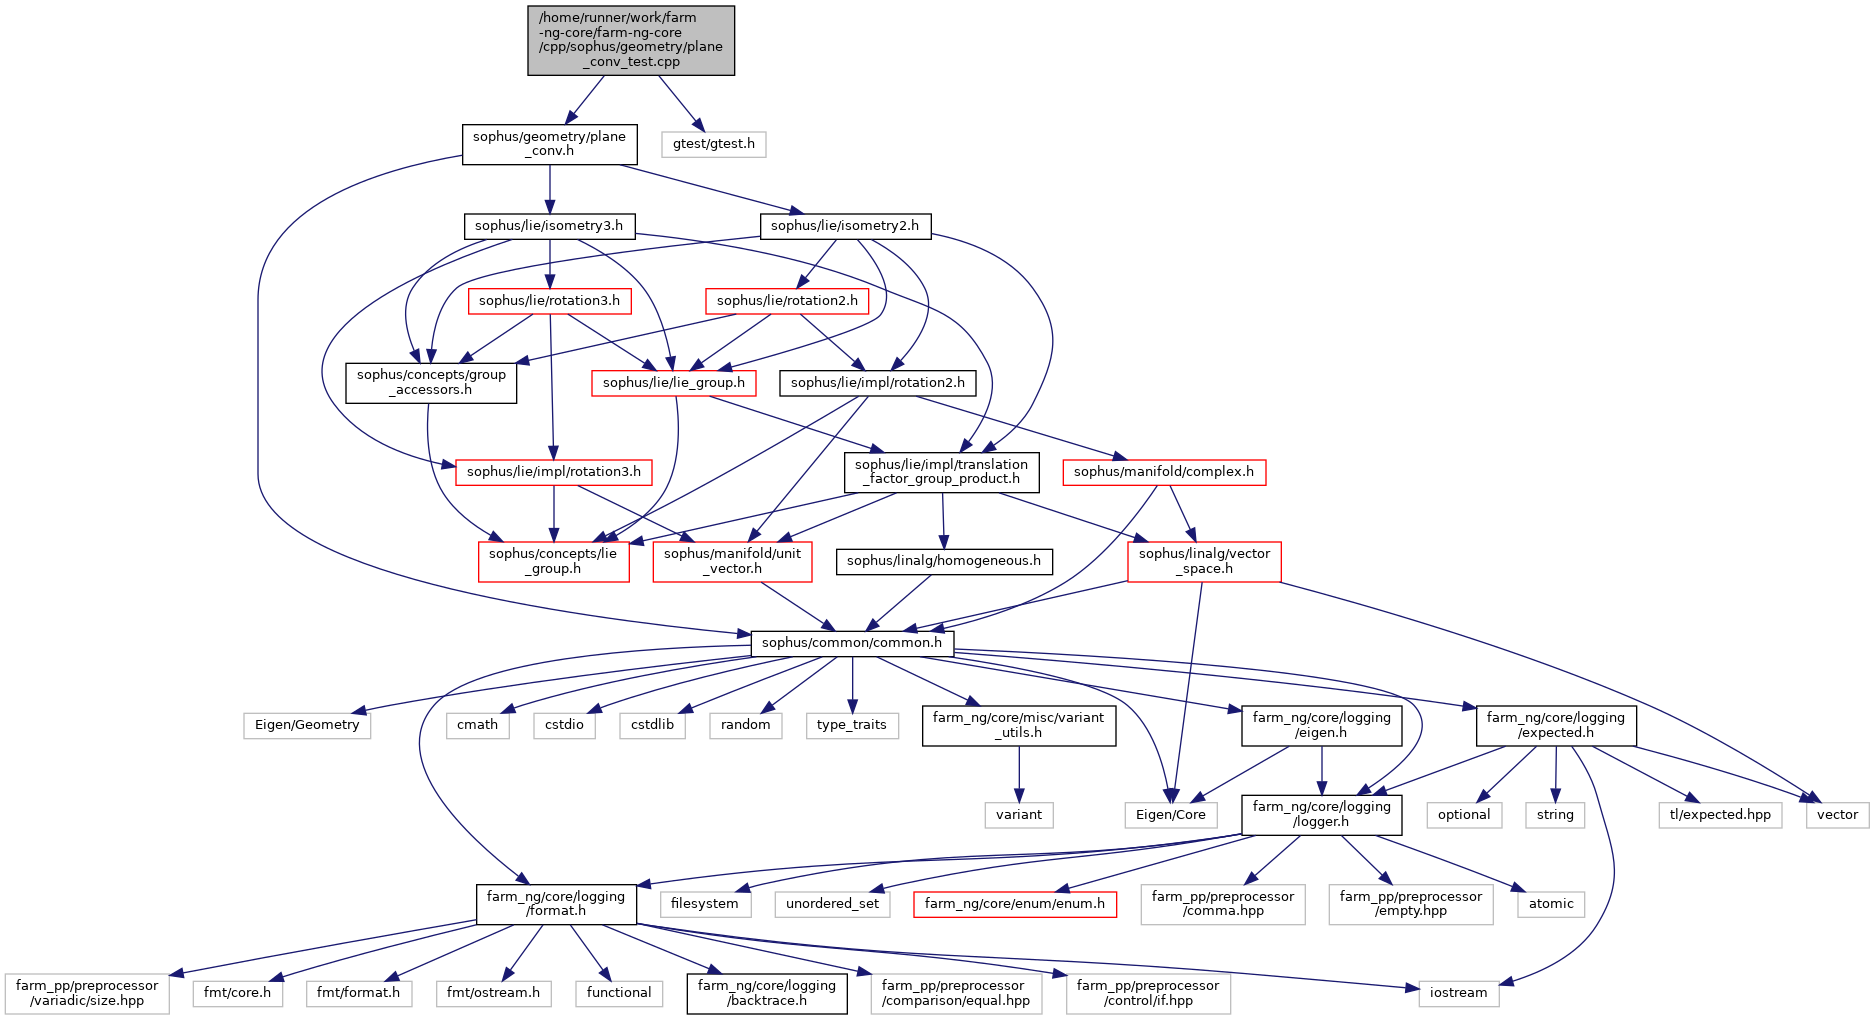 /home/runner/work/farm
-ng-core/farm-ng-core
/cpp/sophus/geometry/plane
_conv_test.cpp
sophus/geometry/plane
_conv.h
gtest/gtest.h
sophus/lie/isometry3.h
sophus/lie/isometry2.h
sophus/lie/rotation3.h
sophus/lie/rotation2.h
sophus/concepts/group
_accessors.h
sophus/lie/lie_group.h
sophus/lie/impl/rotation2.h
sophus/lie/impl/rotation3.h
sophus/lie/impl/translation
_factor_group_product.h
sophus/manifold/complex.h
sophus/concepts/lie
_group.h
sophus/manifold/unit
_vector.h
sophus/linalg/homogeneous.h
sophus/linalg/vector
_space.h
sophus/common/common.h
Eigen/Geometry
cmath
cstdio
cstdlib
random
type_traits
farm_ng/core/misc/variant
_utils.h
farm_ng/core/logging
/eigen.h
farm_ng/core/logging
/expected.h
variant
Eigen/Core
farm_ng/core/logging
/logger.h
optional
string
tl/expected.hpp
vector
farm_ng/core/logging
/format.h
filesystem
unordered_set
farm_ng/core/enum/enum.h
farm_pp/preprocessor
/comma.hpp
farm_pp/preprocessor
/empty.hpp
atomic
farm_pp/preprocessor
/variadic/size.hpp
fmt/core.h
fmt/format.h
fmt/ostream.h
functional
farm_ng/core/logging
/backtrace.h
farm_pp/preprocessor
/comparison/equal.hpp
farm_pp/preprocessor
/control/if.hpp
iostream